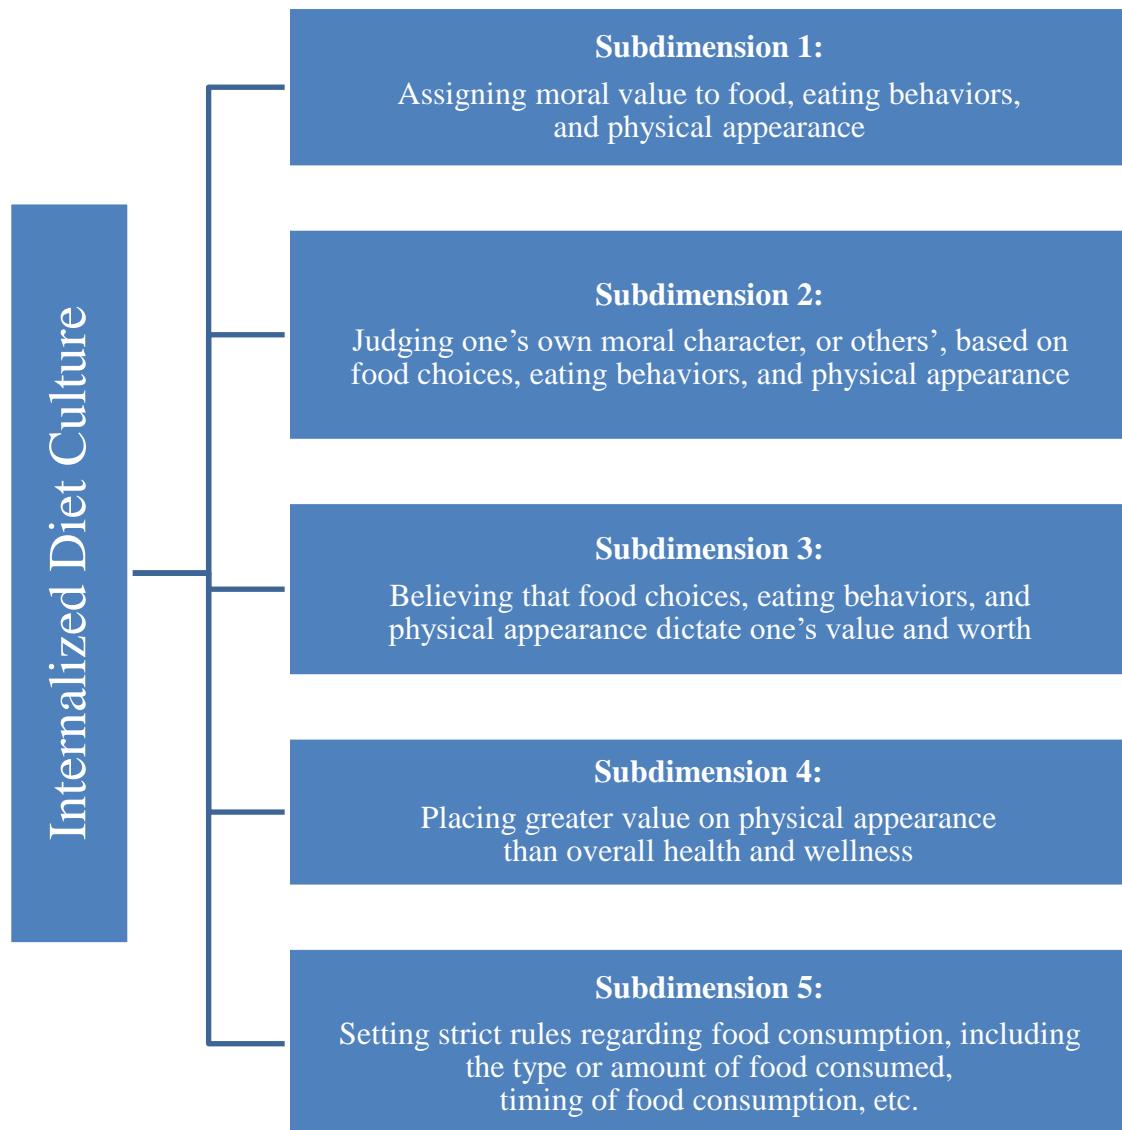 Internalized Diet Culture
Subdimension 1:
Assigning moral value to food, eating behaviors,
and physical appearance
Subdimension 2:
Judging one’s own moral character, or others’, based on
food choices, eating behaviors, and physical appearance
Subdimension 3:
Believing that food choices, eating behaviors, and
physical appearance dictate one’s value and worth
Subdimension 4:
Placing greater value on physical appearance
than overall health and wellness
Subdimension 5:
Setting strict rules regarding food consumption, including
the type or amount of food consumed,
timing of food consumption, etc.